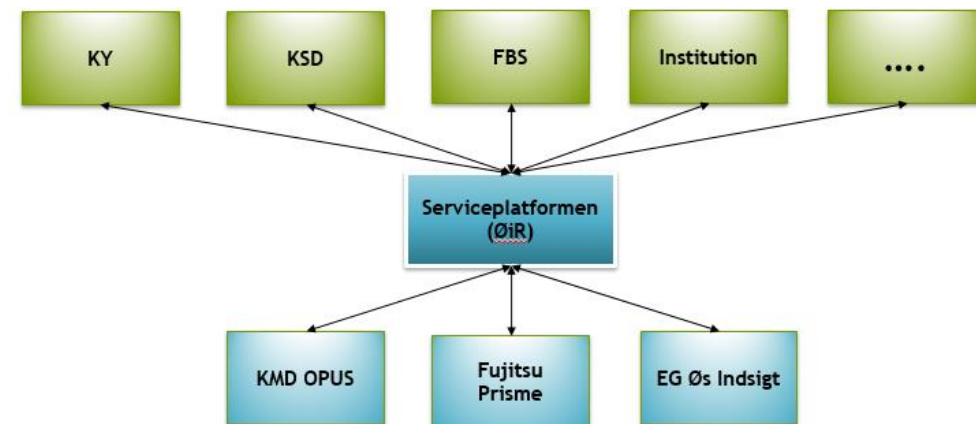 KY
KSD
FBS
Institution
....
Serviceplatformen
(ØiR)
KMD OPUS
Fujitsu
Prisme
EG Øs Indsigt